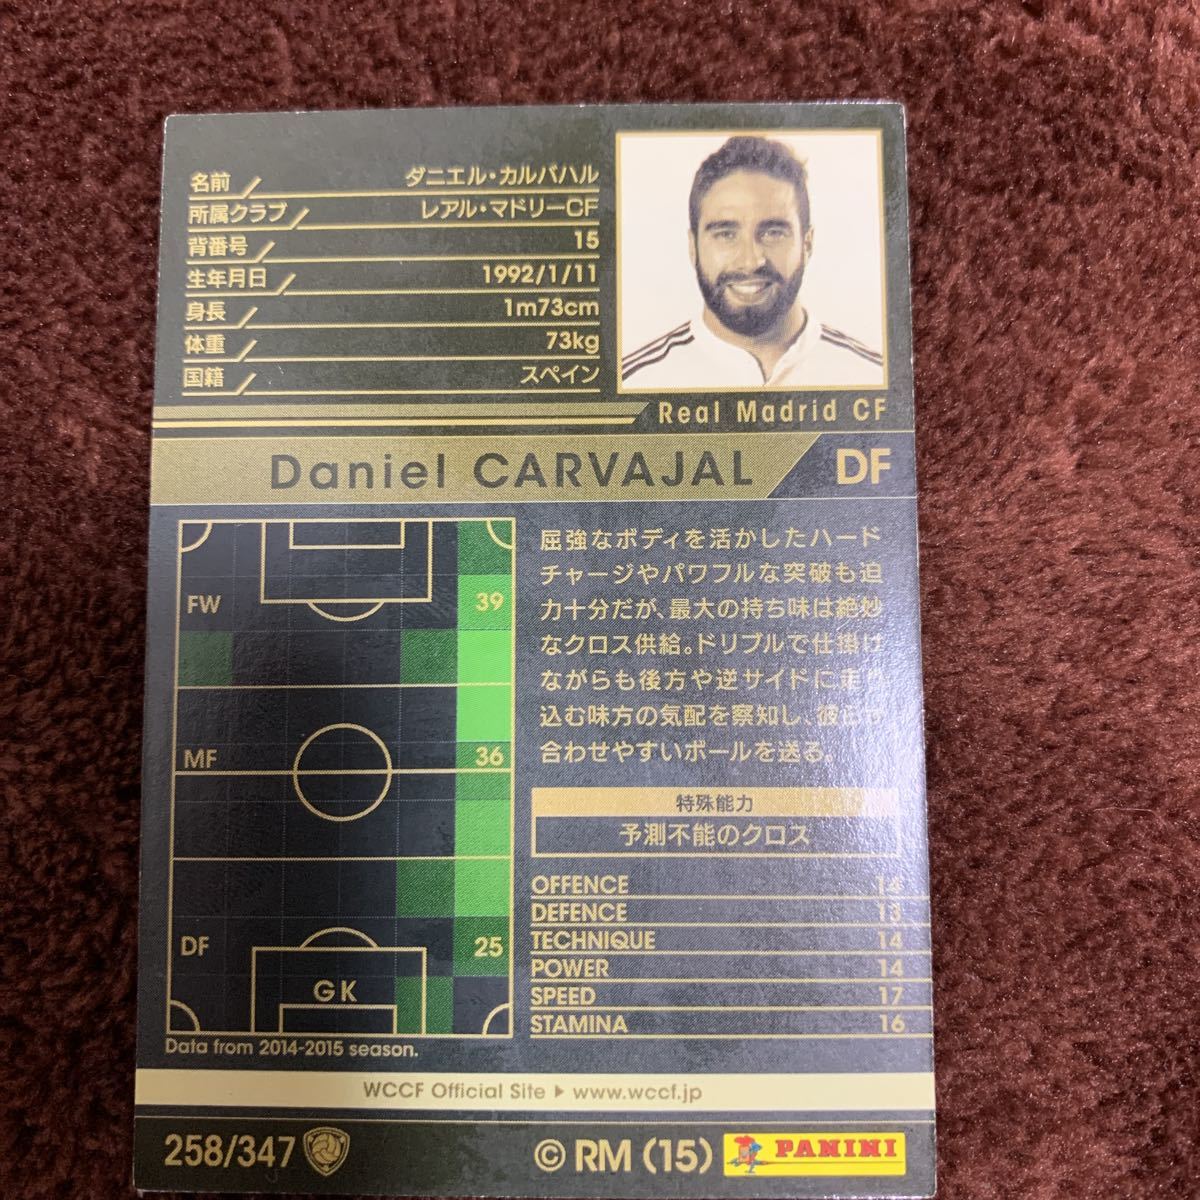 名前 ダニエル・カルバハル
所属クラブ レアル・マドリーCF
背番号 15
生年月日 1992/1/11
身長 1m73cm
体重 73kg
国籍 スペイン
Real Madrid CF
Daniel CARVAJAL DF
FW 39
MF 36
DF 25
GK
Data from 2014-2015 season.
屈強なボディを活かしたハード
チャージやパワフルな突破も迫
力十分だが、最大の持ち味は絶妙
なクロス供給。ドリブルで仕掛け
ながらも後方や逆サイドに走り
込む味方の気配を察知し、
合わせやすいボールを送る。
特殊能力
予測不能のクロス
OFFENCE 14
DEFENCE 13
TECHNIQUE 14
POWER 14
SPEED 17
STAMINA 16
WCCF Official Site ▶ www.wccf.jp
258/347 © RM (15) PANINI